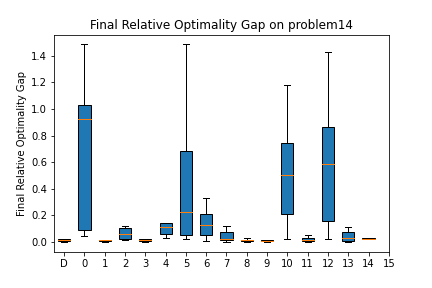 Final Relative Optimality Gap on problem14
Final Relative Optimality Gap
1.4
1.2
1.0
0.8
0.6
0.4
0.2
0.0
D 0 1 2 3 4 5 6 7 8 9 10 11 12 13 14 15